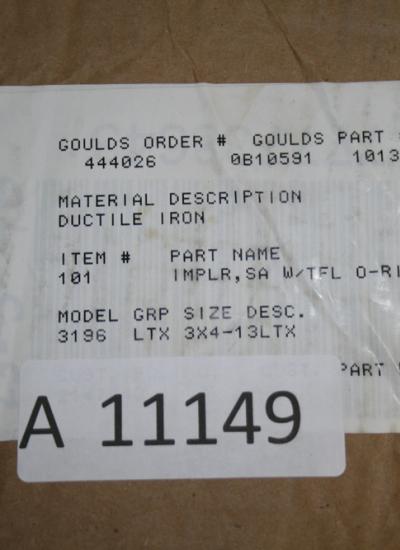 GOULDS ORDER # GOULDS PART
444026 0B10591 1013
MATERIAL DESCRIPTION
DUCTILE IRON
ITEM # PART NAME
101 IMPLR,SA W/TFL O-RI
MODEL GRP SIZE DESC.
3196 LTX 3X4-13LTX
PART
A 11149